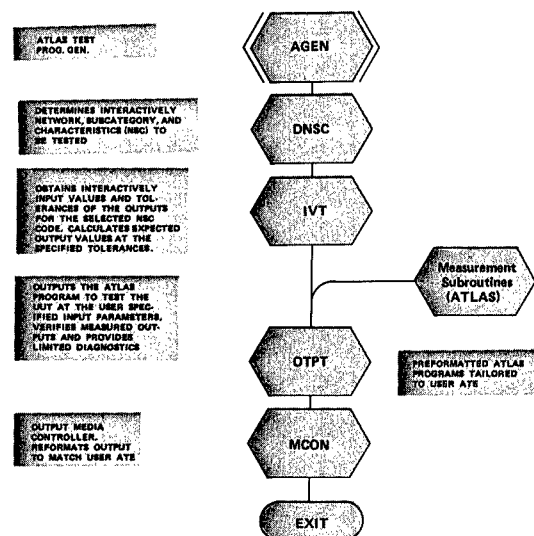 ATLAS TEST
PROG. GEN.
AGEN
DETERMINES INTERACTIVELY
NETWORK, SUBCATEGORY, AND
CHARACTERISTICS (NSC) TO
BE TESTED
DNSC
OBTAINS INTERACTIVELY
INPUT VALUES AND TOL-
ERANCES OF THE OUTPUTS
FOR THE SELECTED NSC
CODE. CALCULATES EXPECTED
OUTPUT VALUES AT THE
SPECIFIED TOLERANCES.
IVT
Measurement
Subroutines
(ATLAS)
OUTPUTS THE ATLAS
PROGRAM TO TEST THE
UUT AT THE USER SPEC-
IFIED INPUT PARAMETERS,
VERIFIES MEASURED OUT-
PUTS AND PROVIDES
LIMITED DIAGNOSTICS
OTPT
PREFORMATTED ATLAS
PROGRAMS TAILORED
TO USER ATE
OUTPUT MEDIA
CONTROLLER.
REFORMATS OUTPUT
TO MATCH USER ATE
MCON
EXIT